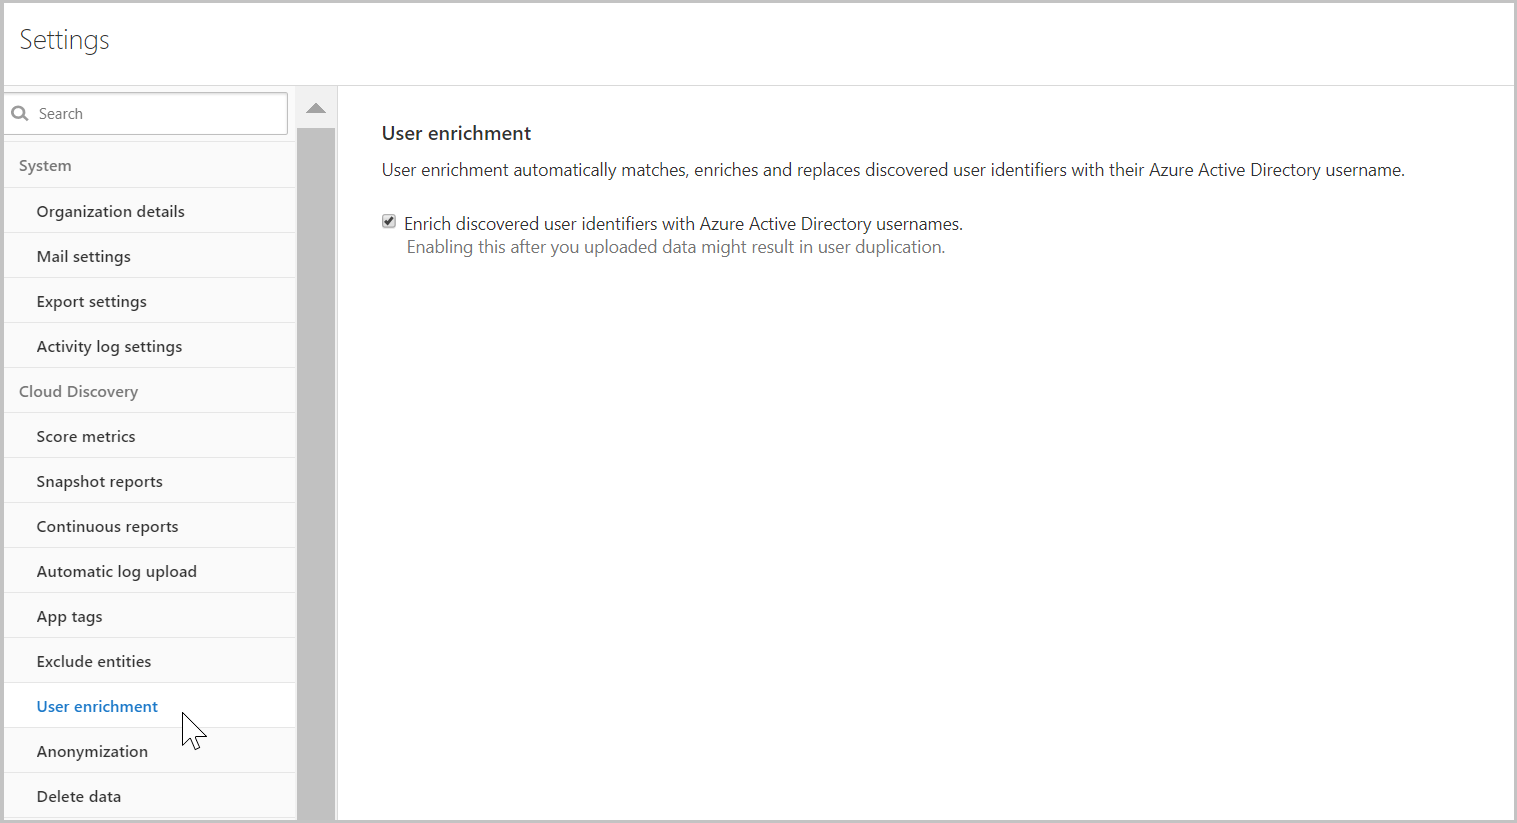 Settings
Search
System
Organization details
Mail settings
Export settings
Activity log settings
Cloud Discovery
Score metrics
Snapshot reports
Continuous reports
Automatic log upload
App tags
Exclude entities
User enrichment
Anonymization
Delete data
User enrichment
User enrichment automatically matches, enriches and replaces discovered user identifiers with their Azure Active Directory username.
Enrich discovered user identifiers with Azure Active Directory usernames.
Enabling this after you uploaded data might result in user duplication.